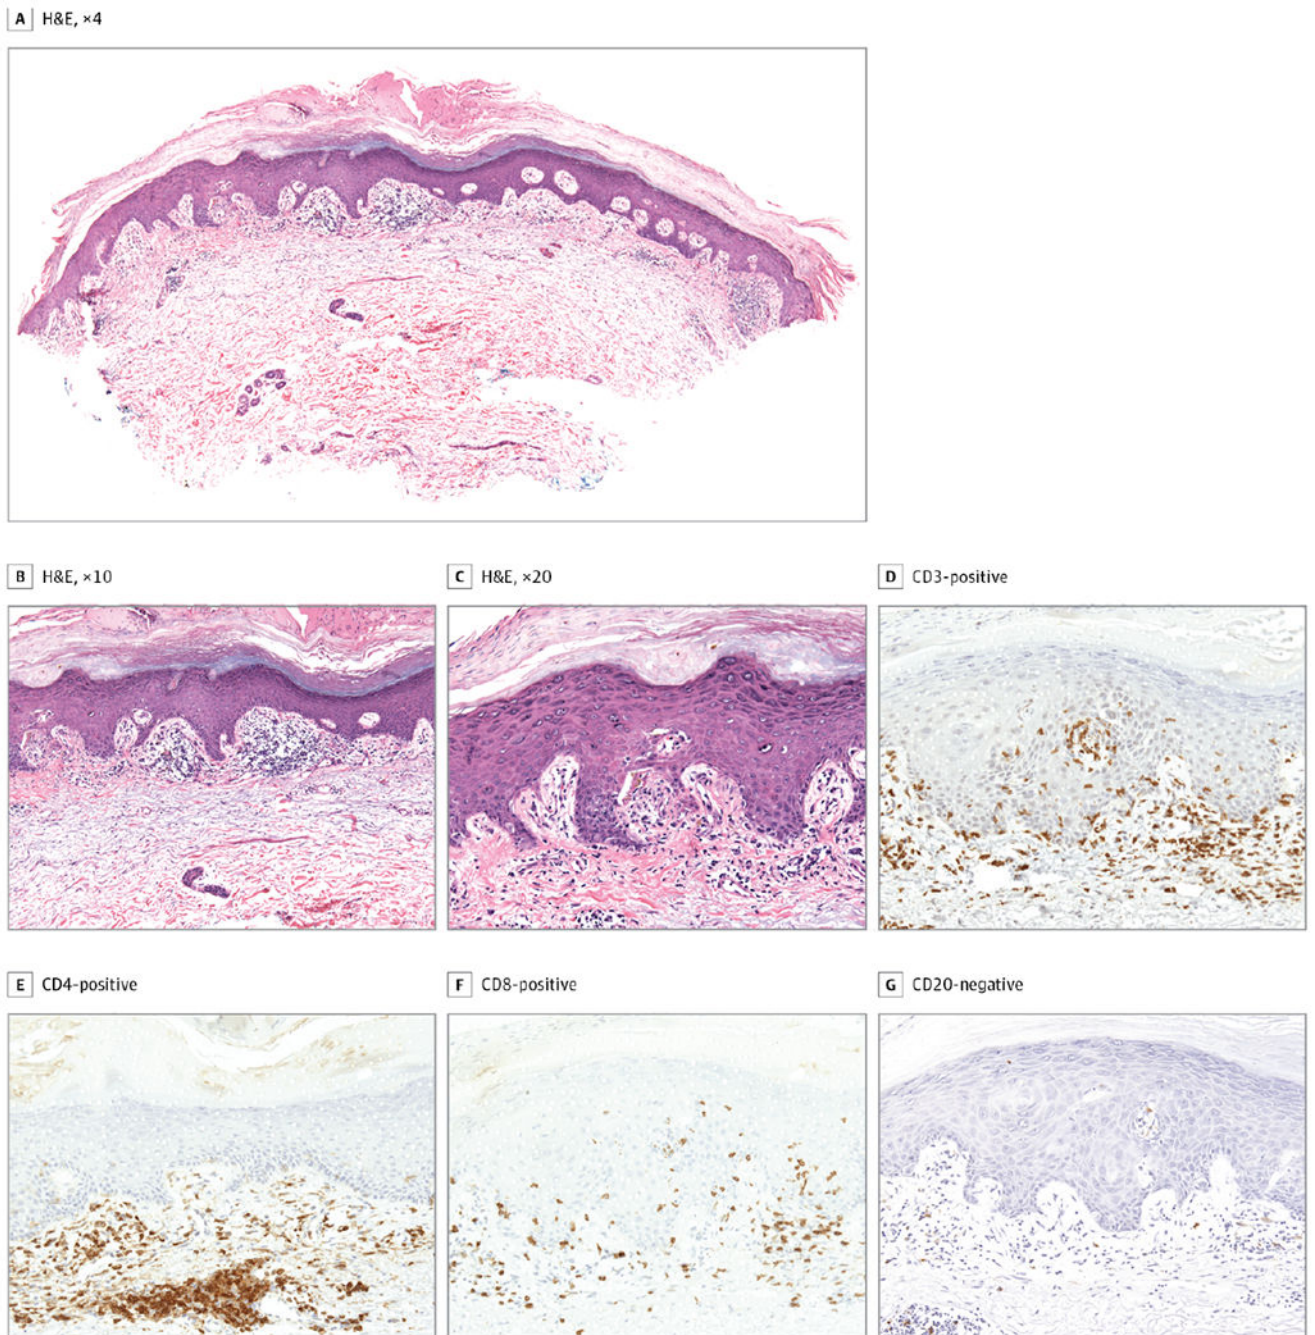 A H&E, ×4
B H&E, ×10
C H&E, ×20
D CD3-positive
E CD4-positive
F CD8-positive
G CD20-negative